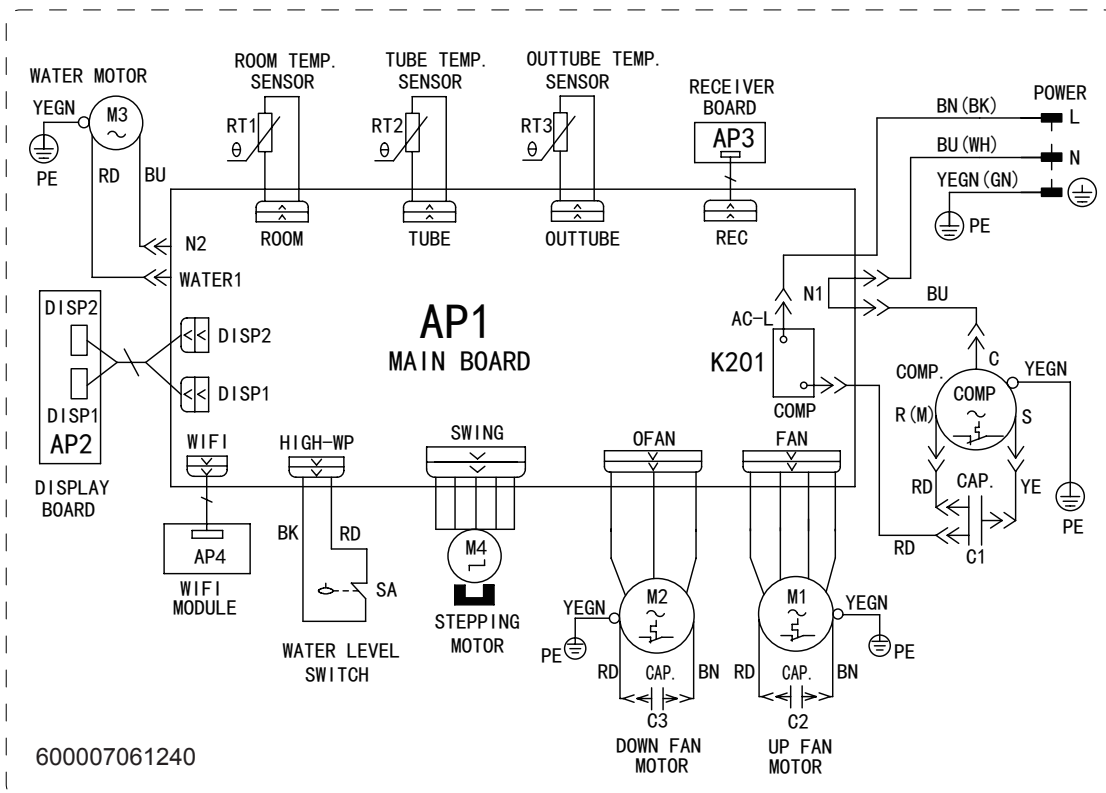 WATER MOTOR
YEGN
M3
PE
RD
BU
ROOM TEMP.
SENSOR
RT1
θ
TUBE TEMP.
SENSOR
RT2
θ
OUTTUBE TEMP.
SENSOR
RT3
θ
RECEIVER
BOARD
AP3
POWER
BN(BK)
L
BU(WH)
N
YEGN(GN)
PE
ROOM
TUBE
OUTTUBE
REC
N2
WATER1
DISP2
DISP1
AP2
DISPLAY
BOARD
DISP2
DISP1
AP1
MAIN BOARD
AC-L
K201
COMP
N1
BU
COMP.
C
YEGN
COMP
R(M)
S
RD
CAP.
YE
PE
RD
C1
WIFI
AP4
WIFI
MODULE
HIGH-WP
BK
RD
SA
WATER LEVEL
SWITCH
SWING
M4
STEPPING
MOTOR
OFAN
M2
YEGN
PE
RD
CAP.
BN
C3
DOWN FAN
MOTOR
FAN
M1
YEGN
PE
RD
CAP.
BN
C2
UP FAN
MOTOR
600007061240